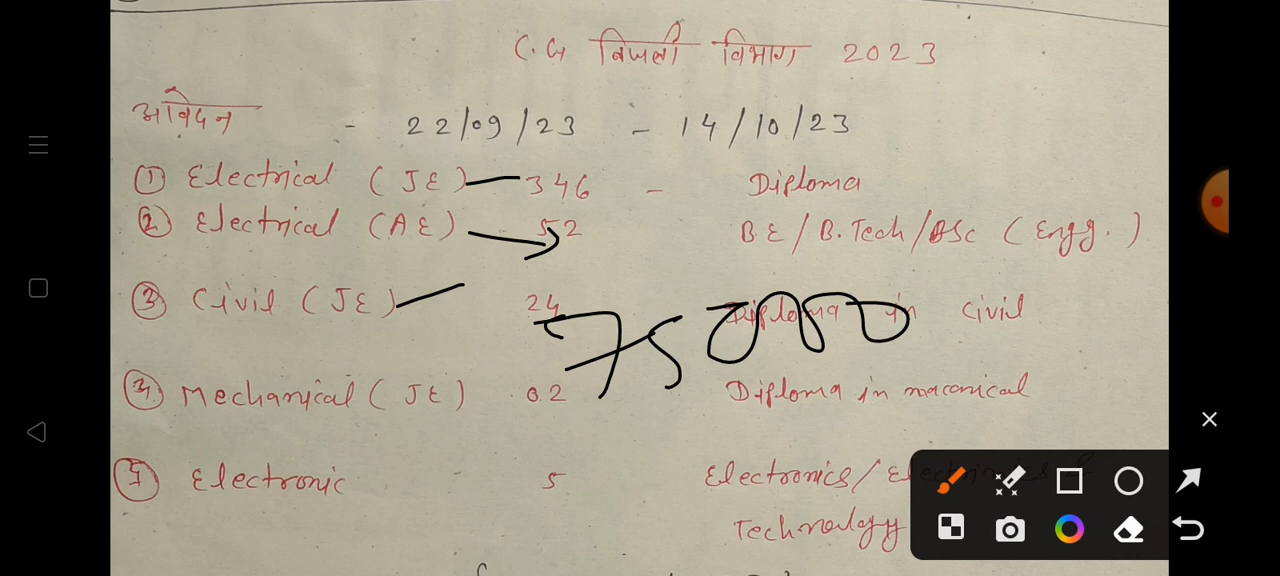 C.G बिजली विभाग 2023
आवेदन - 22/09/23 - 14/10/23
① Electrical (JE) 346 - Diploma
② Electrical (AE) 52 BE/B.Tech/BSc (Engg.)
③ Civil (JE) 24 Diploma in Civil
75000
④ Mechanical (JE) 02 Diploma in macanical
⑤ Electronic - 5 Electronics/
Technology